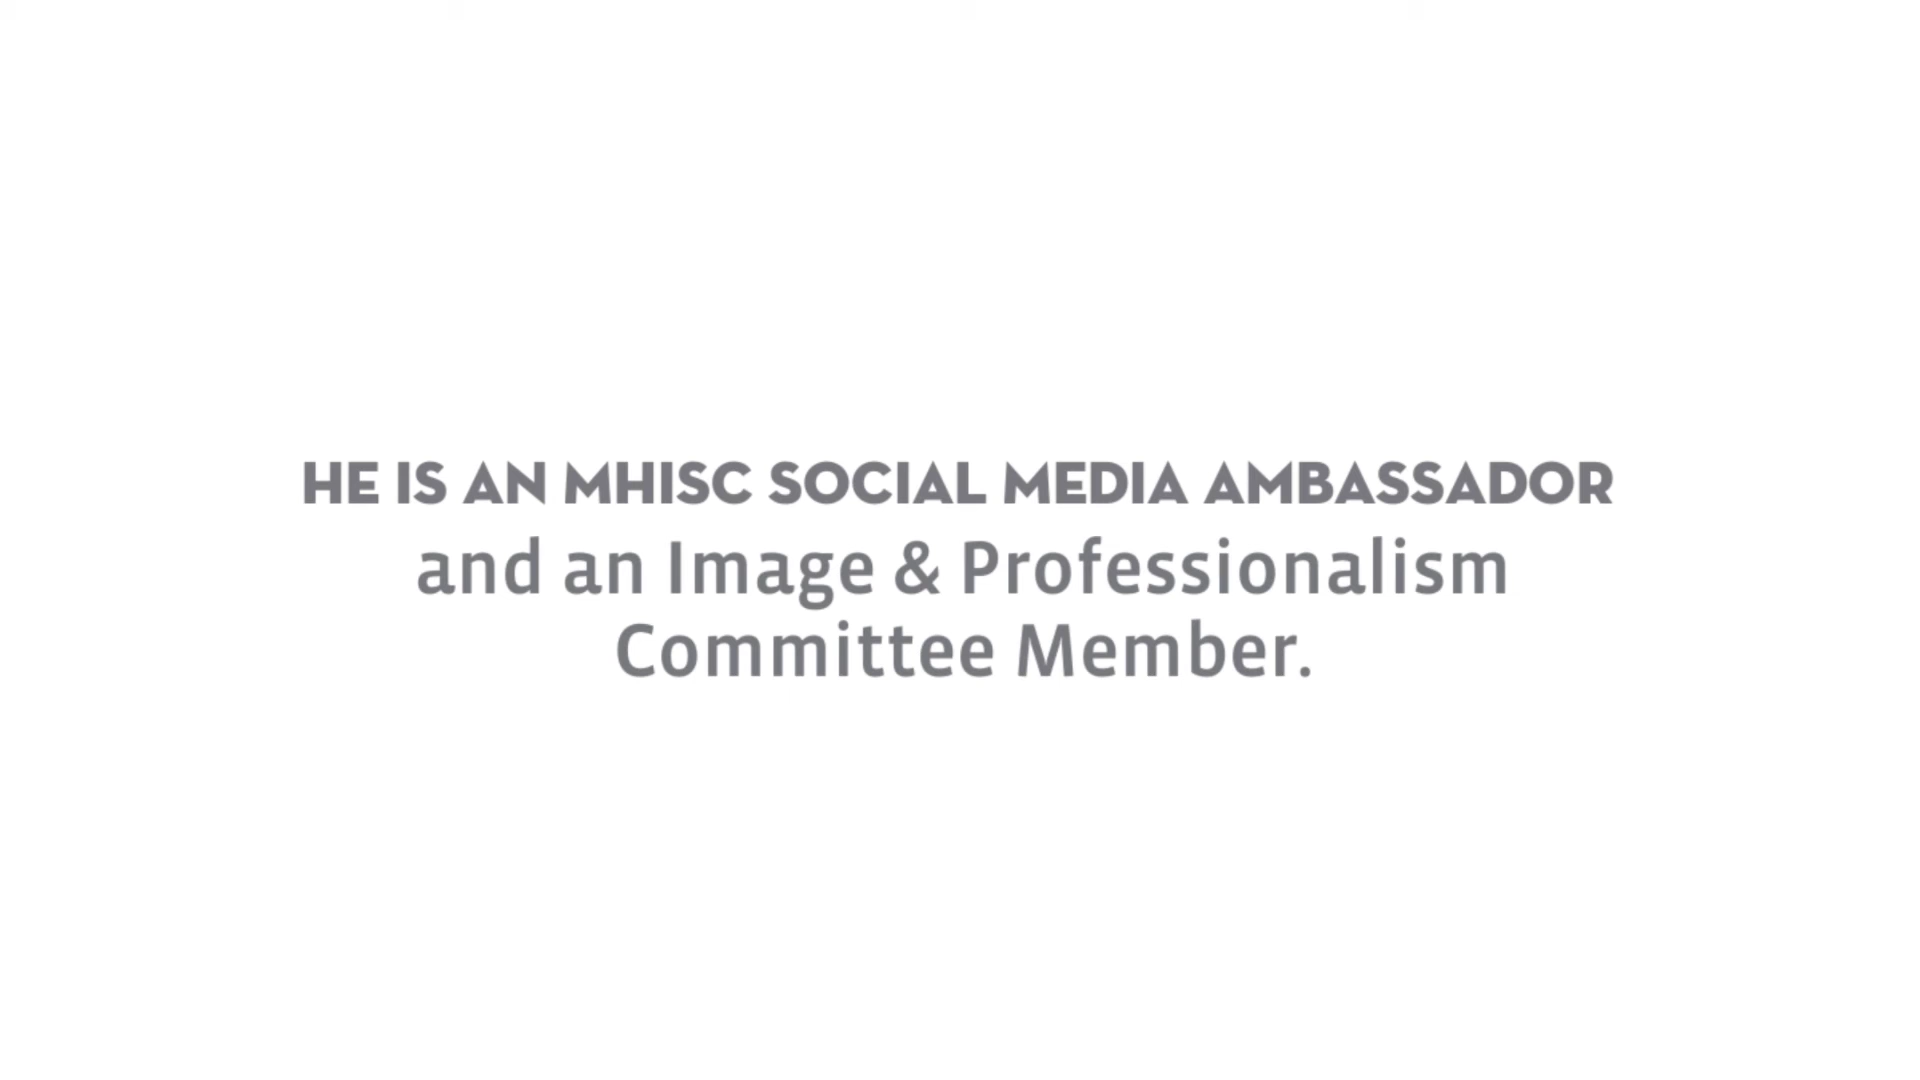 HE IS AN MHISC SOCIAL MEDIA AMBASSADOR
and an Image & Professionalism
Committee Member.